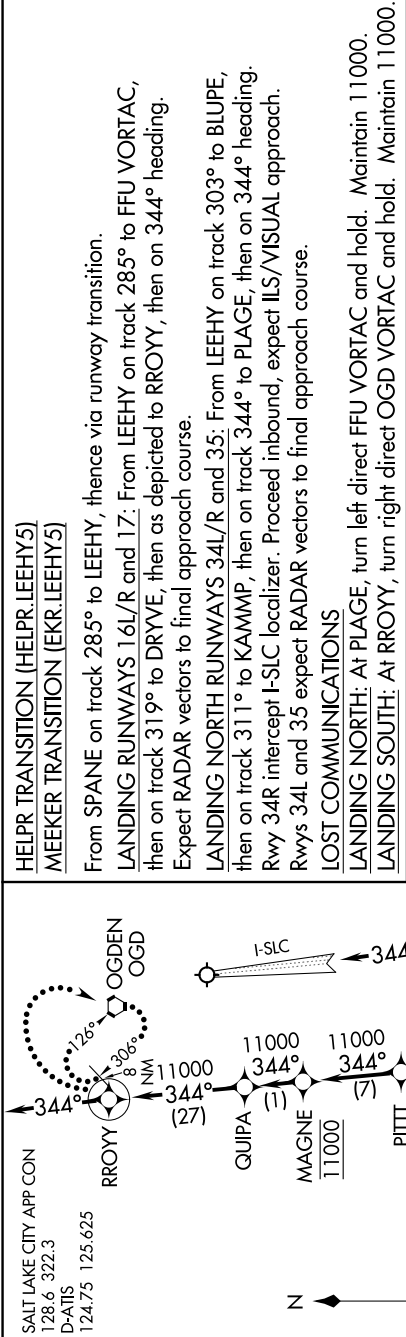 HELPR TRANSITION (HELPR.LEEHY5)
MEEKER TRANSITION (EKR.LEEHY5)
From SPANE on track 285° to LEEHY, thence via runway transition.
LANDING RUNWAYS 16L/R and 17: From LEEHY on track 285° to FFU VORTAC,
then on track 319° to DRYVE, then as depicted to RROYY, then on 344° heading.
Expect RADAR vectors to final approach course.
LANDING NORTH RUNWAYS 34L/R and 35: From LEEHY on track 303° to BLUPE,
then on track 311° to KAMMP, then on track 344° to PLAGE, then on 344° heading.
Rwy 34R intercept I-SLC localizer. Proceed inbound, expect ILS/VISUAL approach.
Rwys 34L and 35 expect RADAR vectors to final approach course.
LOST COMMUNICATIONS
LANDING NORTH: At PLAGE, turn left direct FFU VORTAC and hold. Maintain 11000.
LANDING SOUTH: At RROYY, turn right direct OGD VORTAC and hold. Maintain 11000.
SALT LAKE CITY APP CON
128.6 322.3
D-ATIS
124.75 125.625
344°
126°
OGDEN
OGD
306°
8
NM
RROYY
11000
344°
(27)
I-SLC
344
QUIPA
11000
344°
(1)
MAGNE
11000
11000
344°
(7)
PITTT
N